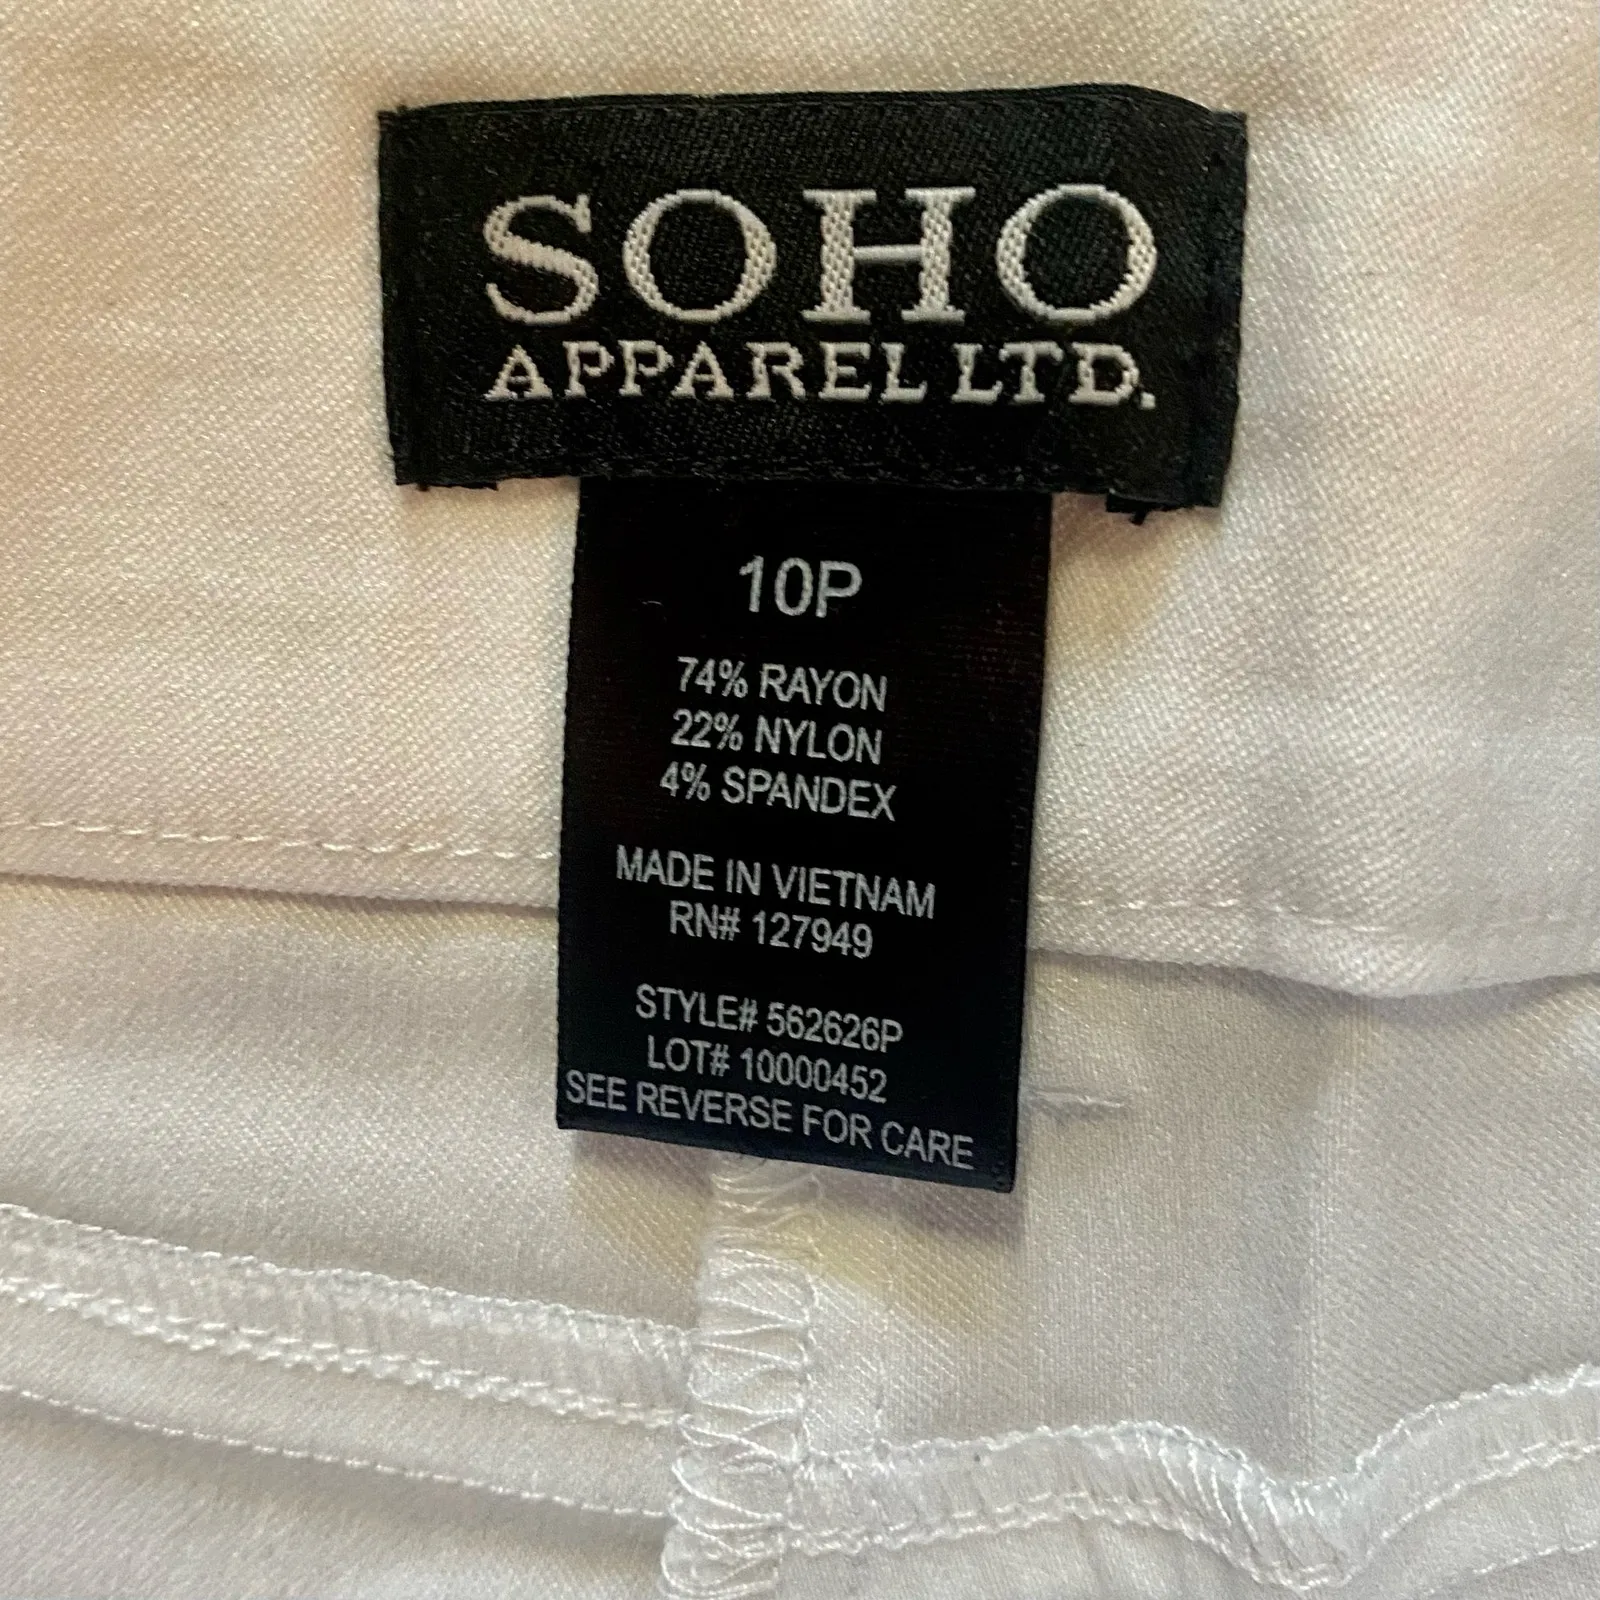 SOHO
APPAREL LTD.
10P
74% RAYON
22% NYLON
4% SPANDEX
MADE IN VIETNAM
RN# 127949
STYLE# 562626P
LOT# 10000452
SEE REVERSE FOR CARE